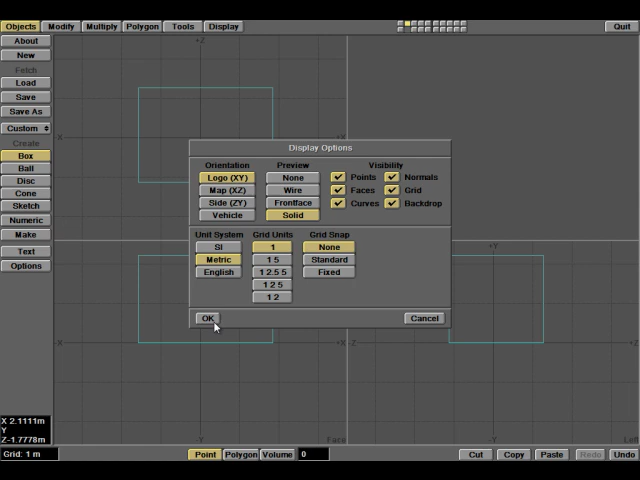 Objects Modify Multiply Polygon Tools Display Quit
About
New
Fetch
Load
Save
Save As
Custom
Create
Box
Ball
Disc
Cone
Sketch
Numeric
Make
Text
Options
+Z
X
Display Options
Orientation Preview Visibility
Logo (XY) None Points Normals
Map (XZ) Wire Faces Grid
Side (ZY) Frontface Curves Backdrop
Vehicle Solid
Unit System Grid Units Grid Snap
SI 1 None
Metric 1 5 Standard
English 1 2.5 5 Fixed
1 2 5
1 2
OK Cancel
+Y
-X +X -Z
-Y Face -Y Left
X 2.1111m
Y
Z-1.7778m
Grid: 1 m Point Polygon Volume 0 Cut Copy Paste Redo Undo